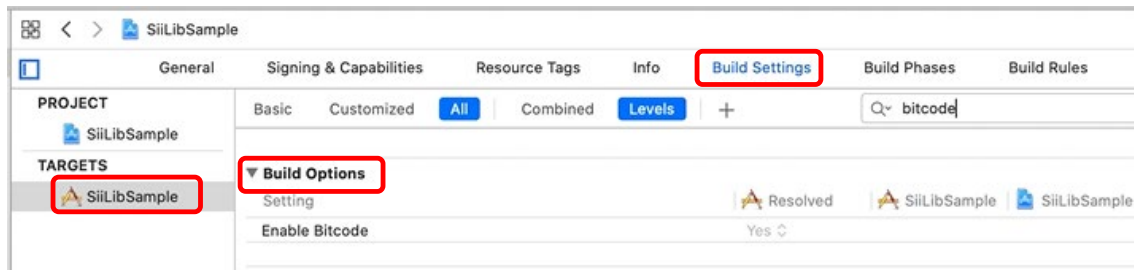 SiiLibSample
General Signing & Capabilities Resource Tags Info Build Settings Build Phases Build Rules
PROJECT
SiiLibSample
TARGETS
SiiLibSample
Basic Customized All Combined Levels + bitcode
Build Options
Setting Resolved SiiLibSample SiiLibSample
Enable Bitcode Yes